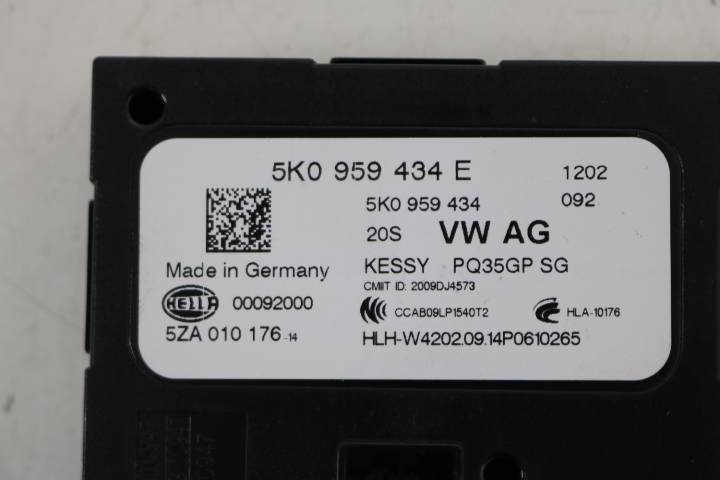 5K0 959 434 E 1202
5K0 959 434 092
20S VW AG
Made in Germany KESSY PQ35GP SG
CMIIT ID: 2009DJ4573
HELLA 00092000 CCAB09LP1540T2 HLA-10176
5ZA 010 176 -14 HLH-W4202.09.14P0610265